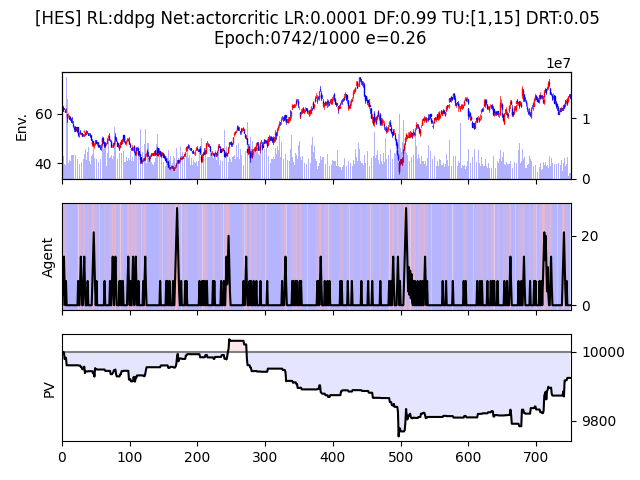 [HES] RL:ddpg Net:actorcritic LR:0.0001 DF:0.99 TU:[1,15] DRT:0.05
Epoch:0742/1000 e=0.26
1e7
Env.
60
40
1
0
Agent
20
0
PV
10000
9800
0 100 200 300 400 500 600 700